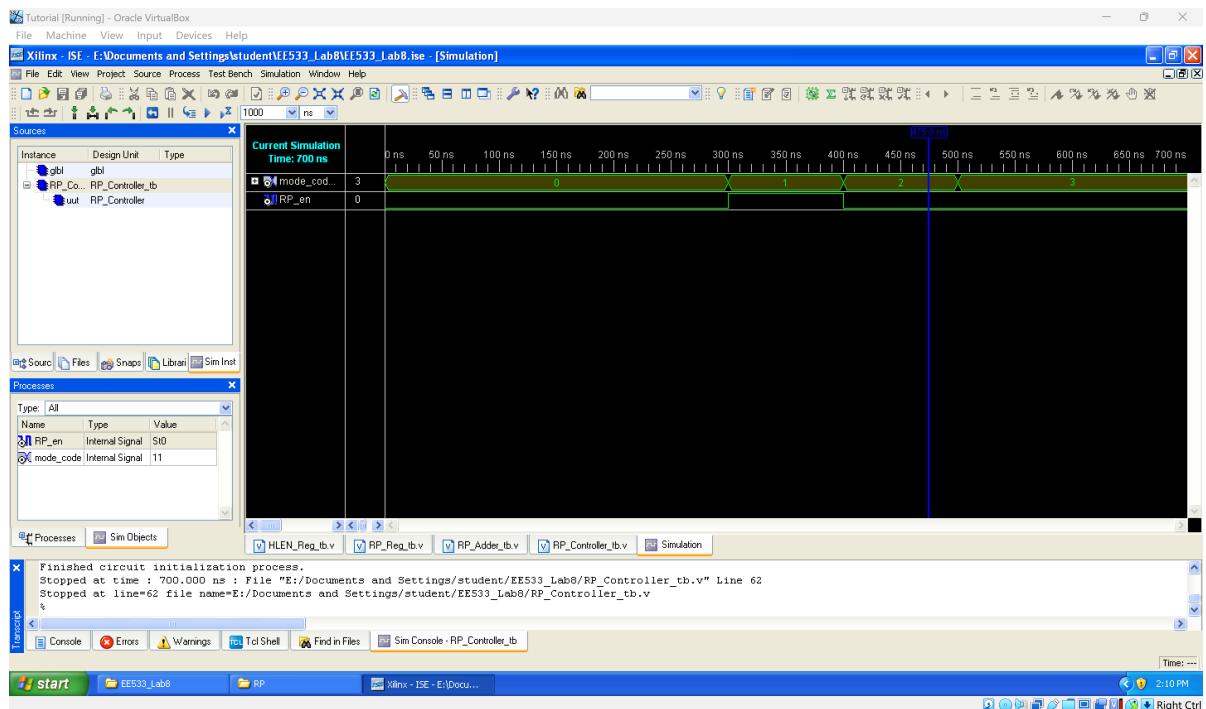 Tutorial [Running] - Oracle VirtualBox
File Machine View Input Devices Help
Xilinx - ISE - E:\Documents and Settings\student\EE533_Lab8\EE533_Lab8.ise - [Simulation]
File Edit View Project Source Process Test Bench Simulation Window Help
1000 ns
Sources
Instance Design Unit Type
glbl glbl
RP_Co... RP_Controller_tb
uut RP_Controller
Sourc Files Snaps Librari Sim Inst
Processes
Type: All
Name Type Value
RP_en Internal Signal St0
mode_code Internal Signal 11
Processes Sim Objects
475.0 ns
Current Simulation
Time: 700 ns
0 ns 50 ns 100 ns 150 ns 200 ns 250 ns 300 ns 350 ns 400 ns 450 ns 500 ns 550 ns 600 ns 650 ns 700 ns
mode_cod... 3 0 1 2 3
RP_en 0
HLEN_Reg_tb.v RP_Reg_tb.v RP_Adder_tb.v RP_Controller_tb.v Simulation
Finished circuit initialization process.
Stopped at time : 700.000 ns : File "E:/Documents and Settings/student/EE533_Lab8/RP_Controller_tb.v" Line 62
Stopped at line=62 file name=E:/Documents and Settings/student/EE533_Lab8/RP_Controller_tb.v
%
Transcript
Console Errors Warnings Tcl Shell Find in Files Sim Console - RP_Controller_tb
Time: ---
start EE533_Lab8 RP Xilinx - ISE - E:\Docu... 2:10 PM
Right Ctrl